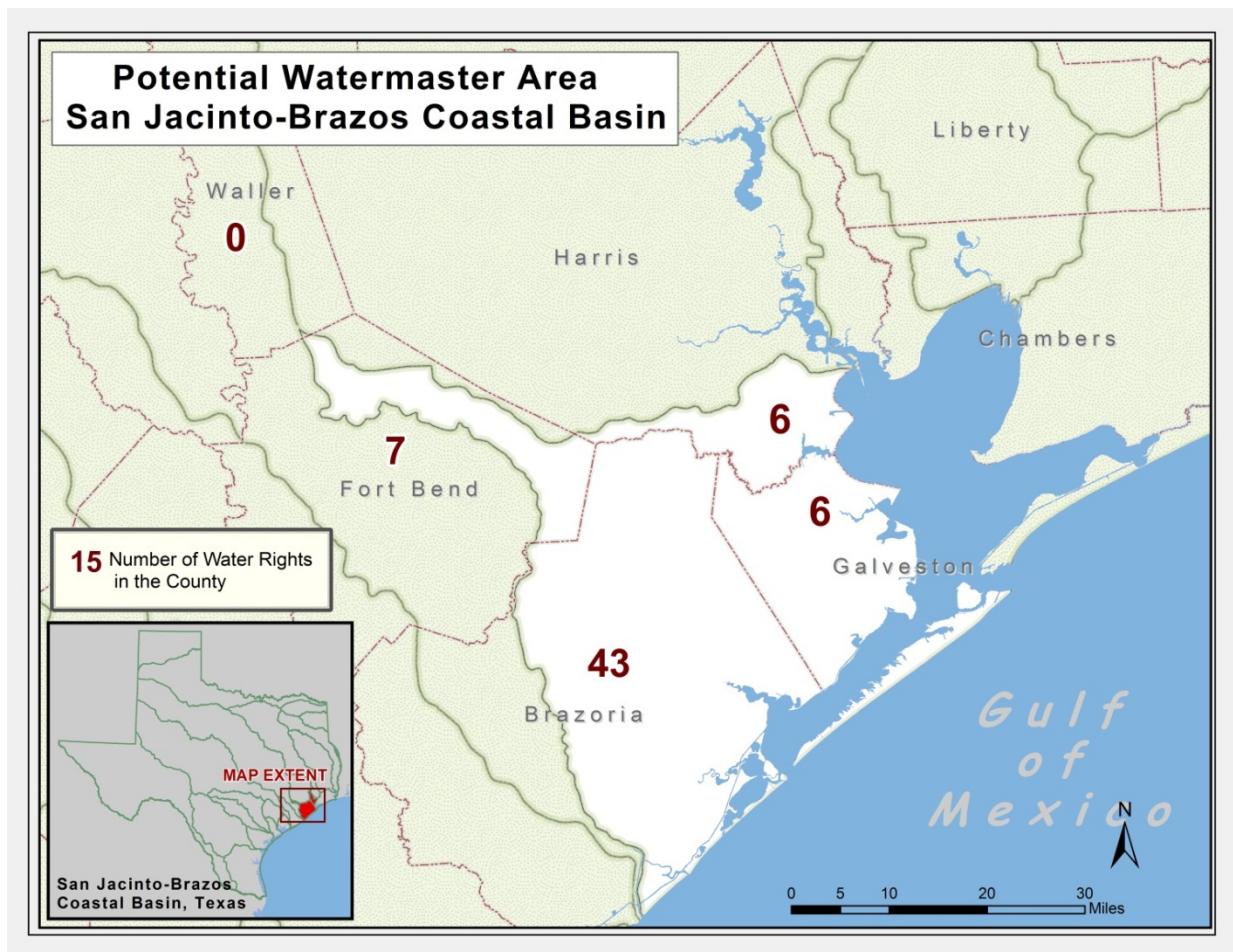 Potential Watermaster Area
San Jacinto-Brazos Coastal Basin
Liberty
Waller
0
Harris
Chambers
6
7
Fort Bend
6
15 Number of Water Rights
in the County
Galveston
43
Brazoria
Gulf
of
Mexico
MAP EXTENT
San Jacinto-Brazos
Coastal Basin, Texas
N
0 5 10 20 30
Miles